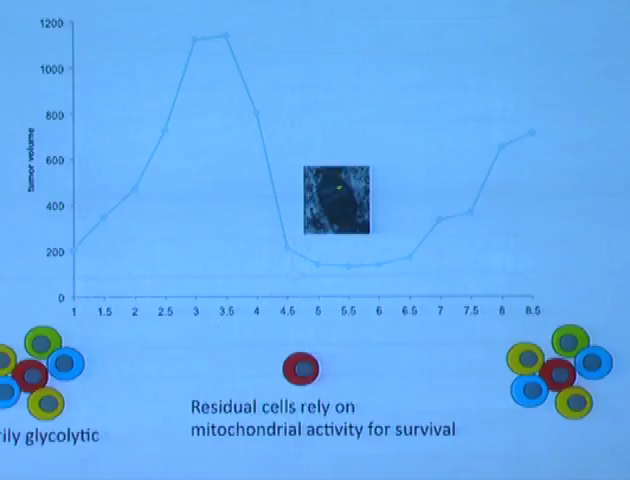 1200
1000
800
600
400
200
0
tumor volume
1 1.5 2 2.5 3 3.5 4 4.5 5 5.5 6 6.5 7 7.5 8 8.5
Residual cells rely on
mitochondrial activity for survival
glycolytic